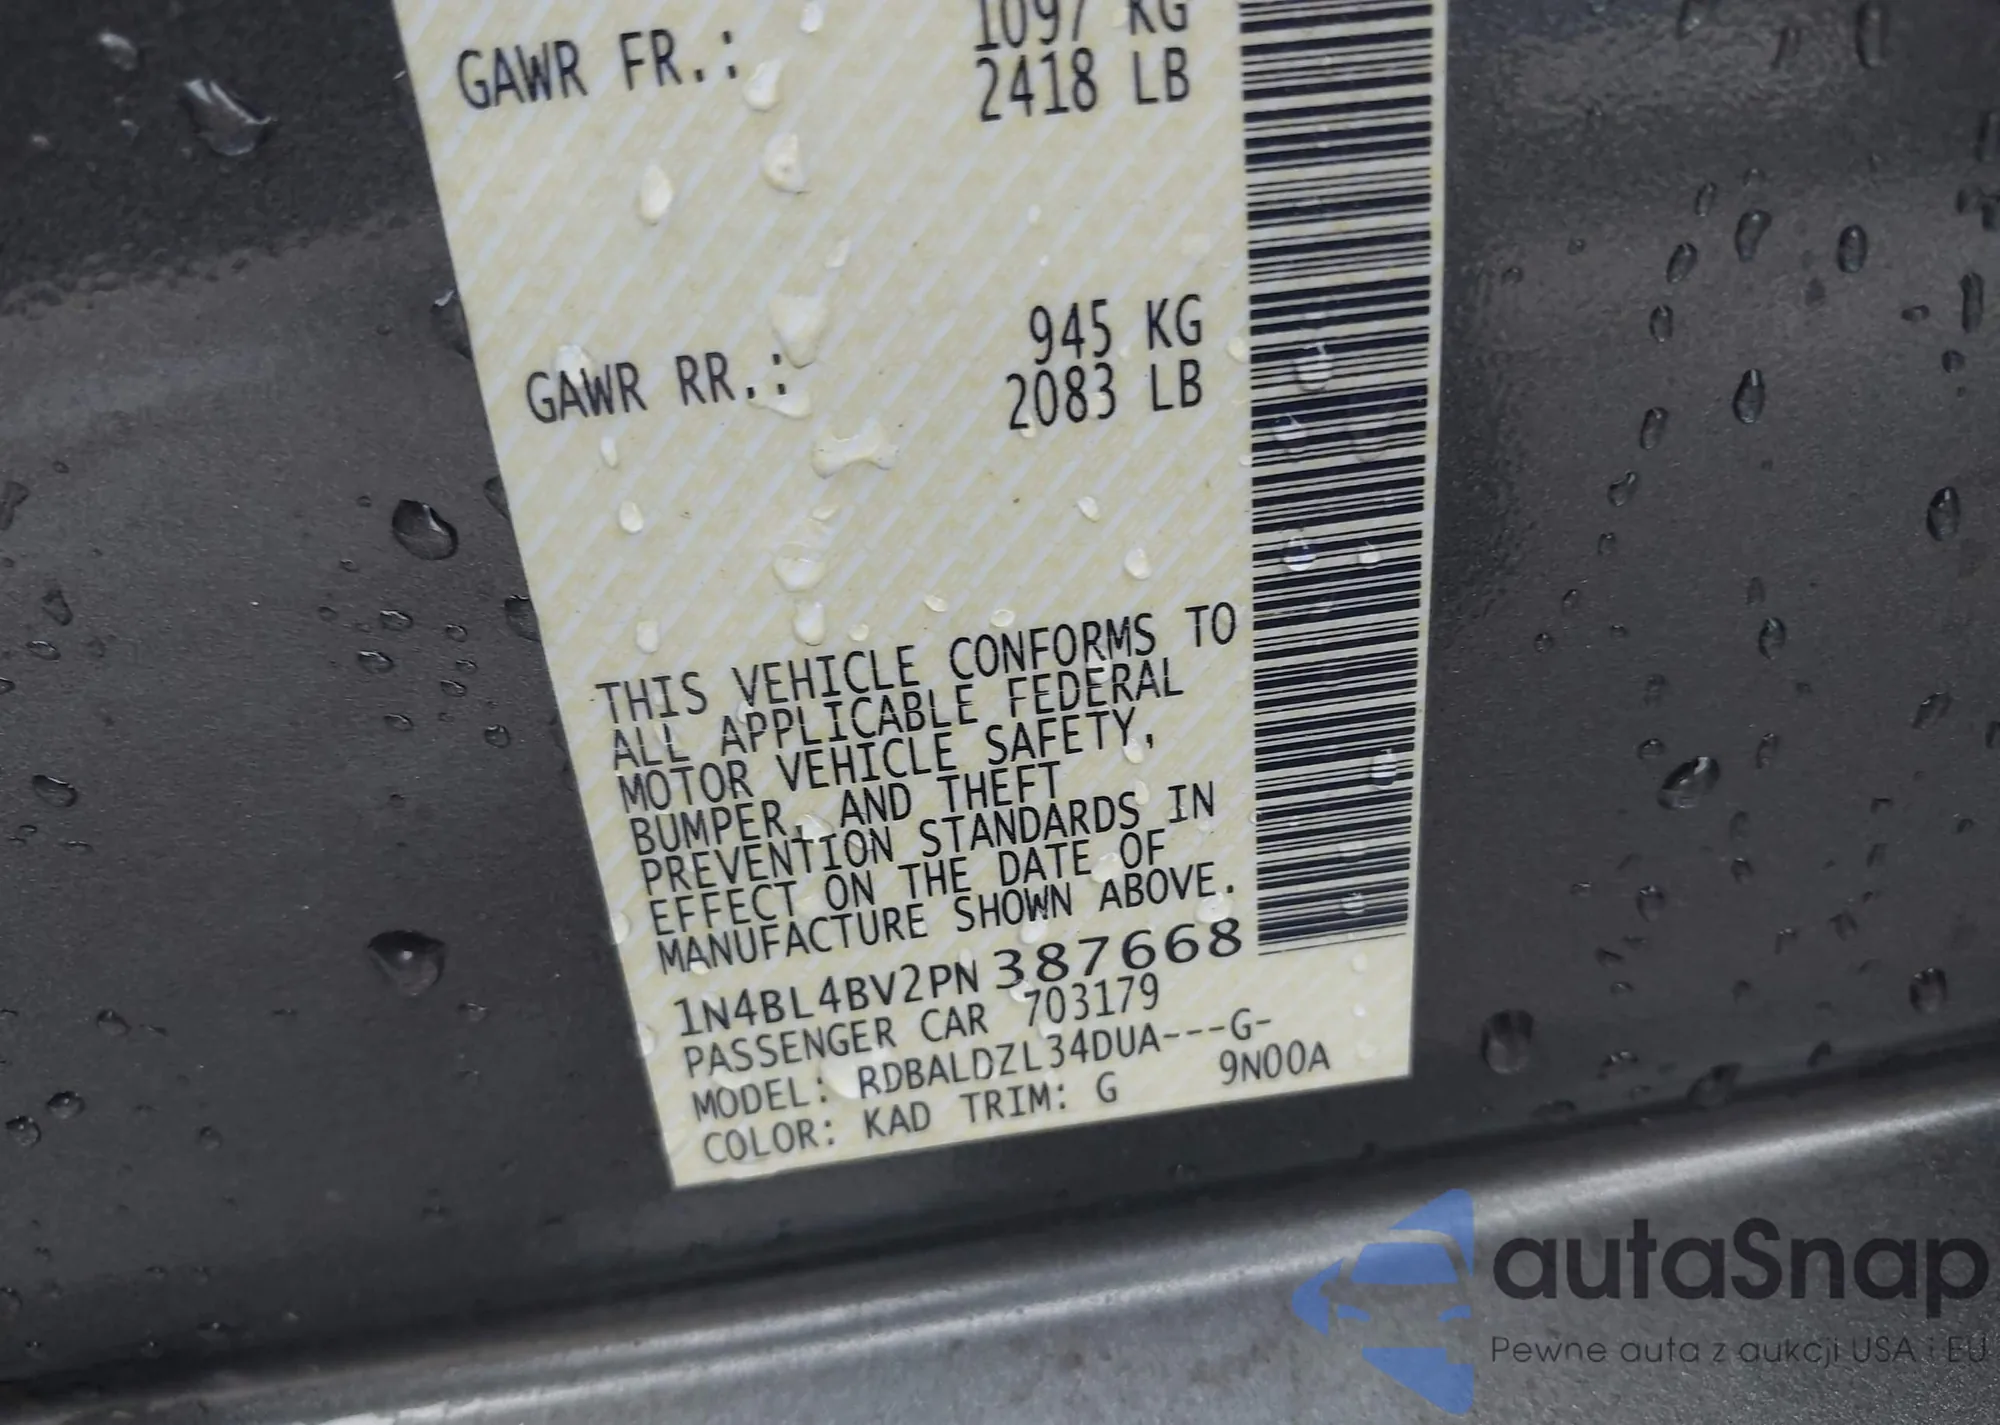 1097 KG
GAWR FR.: 2418 LB
945 KG
GAWR RR.: 2083 LB
THIS VEHICLE CONFORMS TO
ALL APPLICABLE FEDERAL
MOTOR VEHICLE SAFETY,
BUMPER, AND THEFT
PREVENTION STANDARDS IN
EFFECT ON THE DATE OF
MANUFACTURE SHOWN ABOVE.
1N4BL4BV2PN387668
PASSENGER CAR 703179
MODEL: RDBALDZL34DUA---G-
COLOR: KAD TRIM: G 9N00A
autaSnap
Pewne auta z aukcji USA i EU